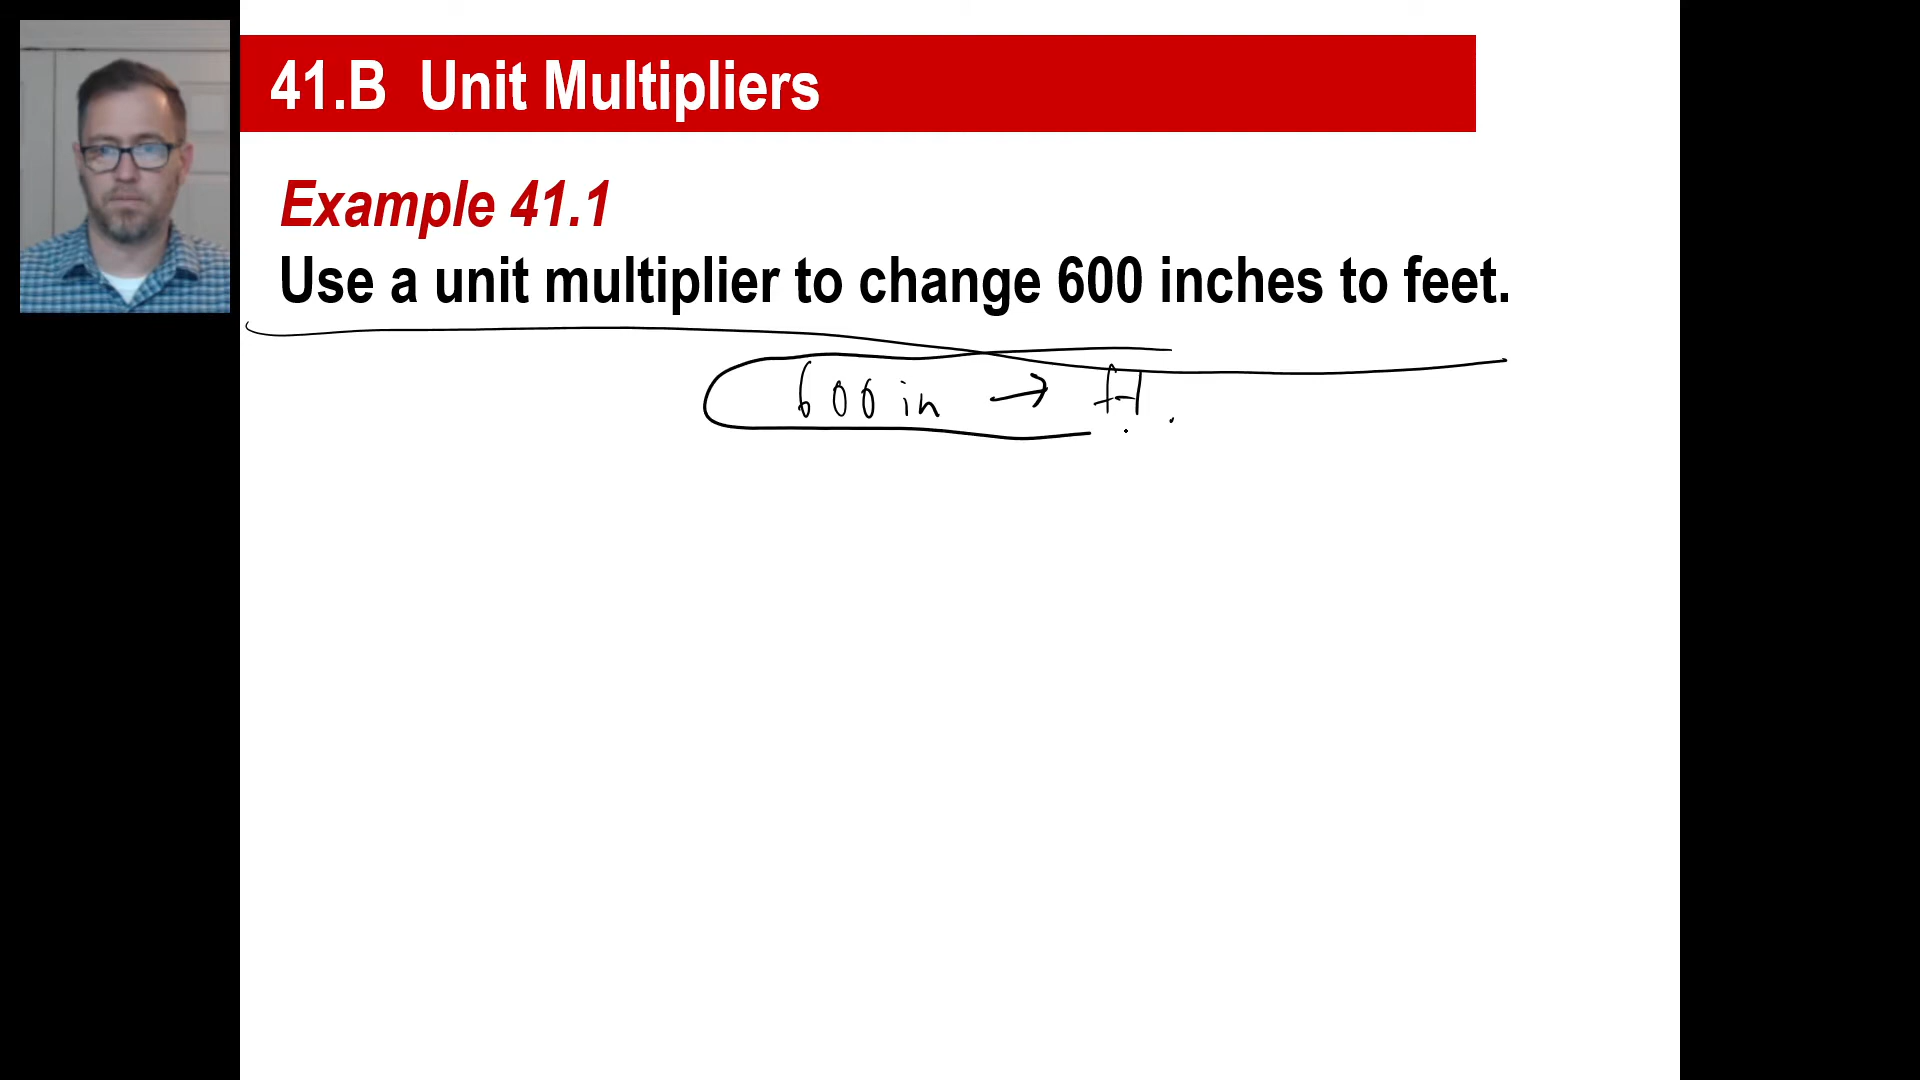 41.B Unit Multipliers
Example 41.1
Use a unit multiplier to change 600 inches to feet.
600 in → ft.